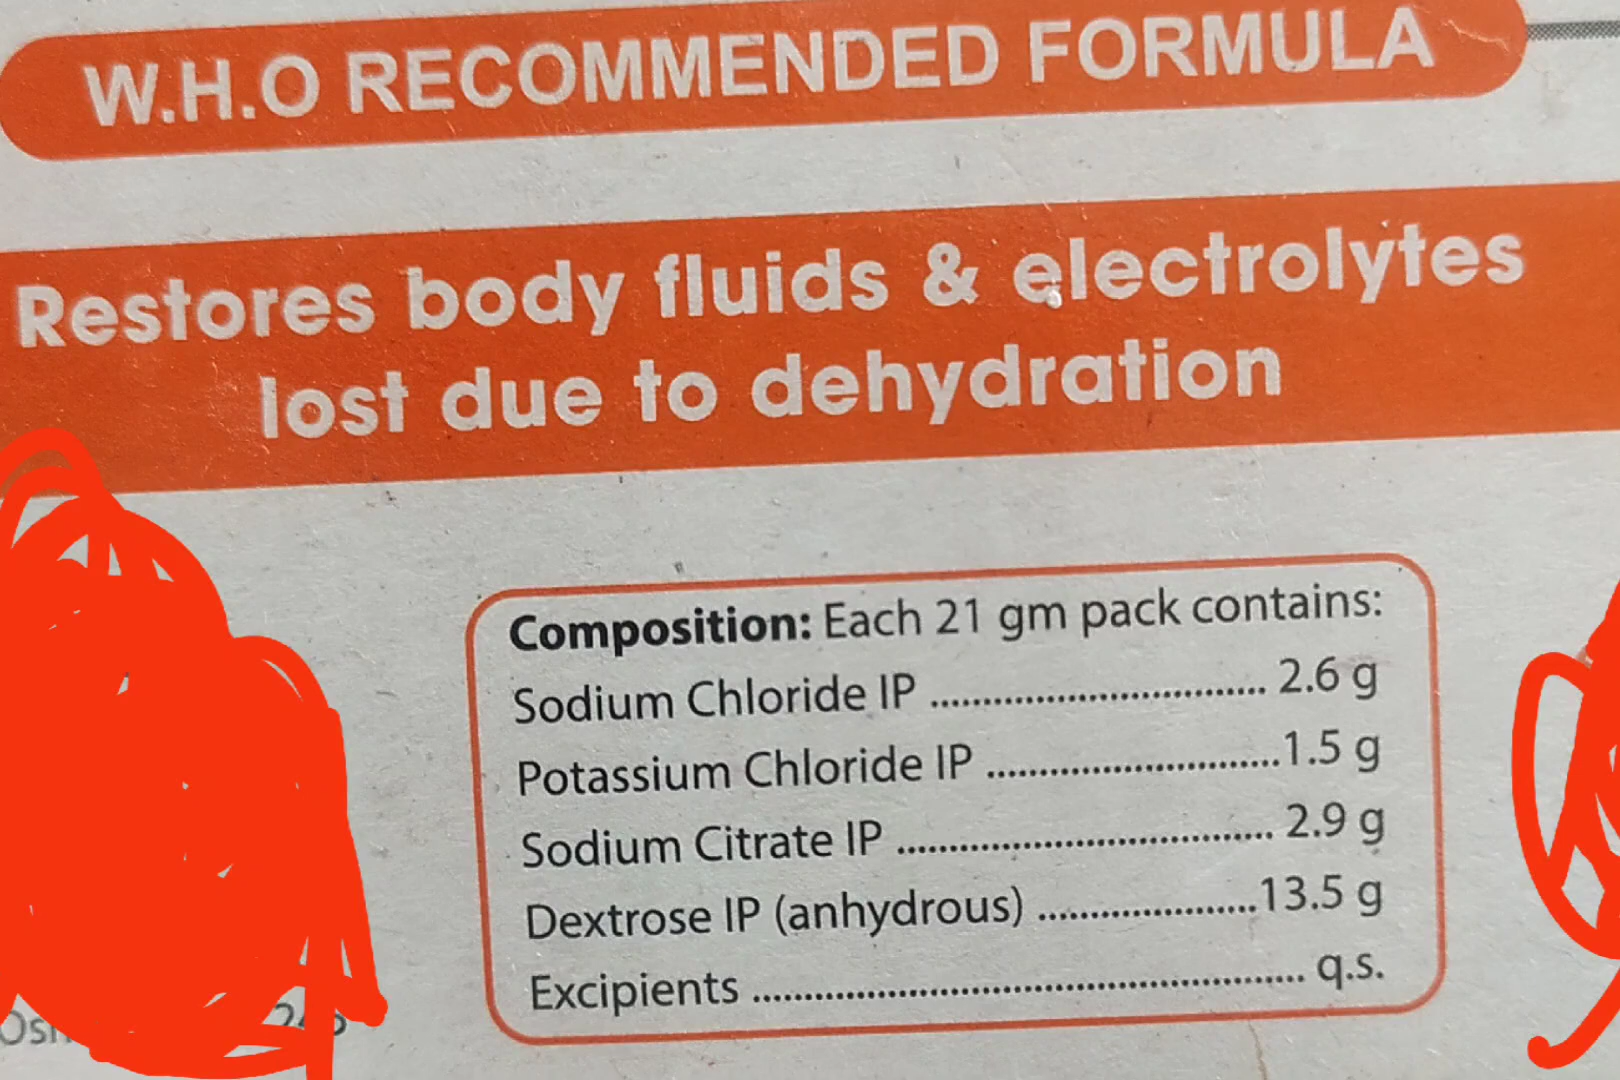 W.H.O RECOMMENDED FORMULA
Restores body fluids & electrolytes
lost due to dehydration
Composition: Each 21 gm pack contains:
Sodium Chloride IP ................................ 2.6 g
Potassium Chloride IP ............................1.5 g
Sodium Citrate IP .................................... 2.9 g
Dextrose IP (anhydrous) .....................13.5 g
Excipients ..................................................... q.s.